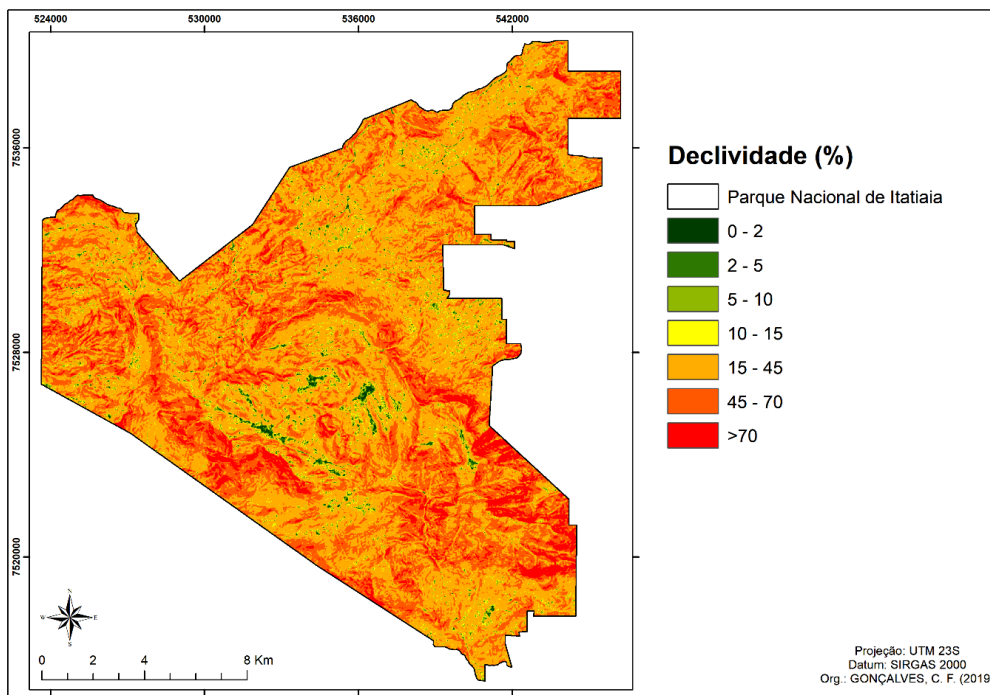 524000 530000 536000 542000
7536000
7528000
7520000
Declividade (%)
Parque Nacional de Itatiaia
0 - 2
2 - 5
5 - 10
10 - 15
15 - 45
45 - 70
>70
N
W E
S
0 2 4 8 Km
Projeção: UTM 23S
Datum: SIRGAS 2000
Org.: GONÇALVES, C. F. (2019